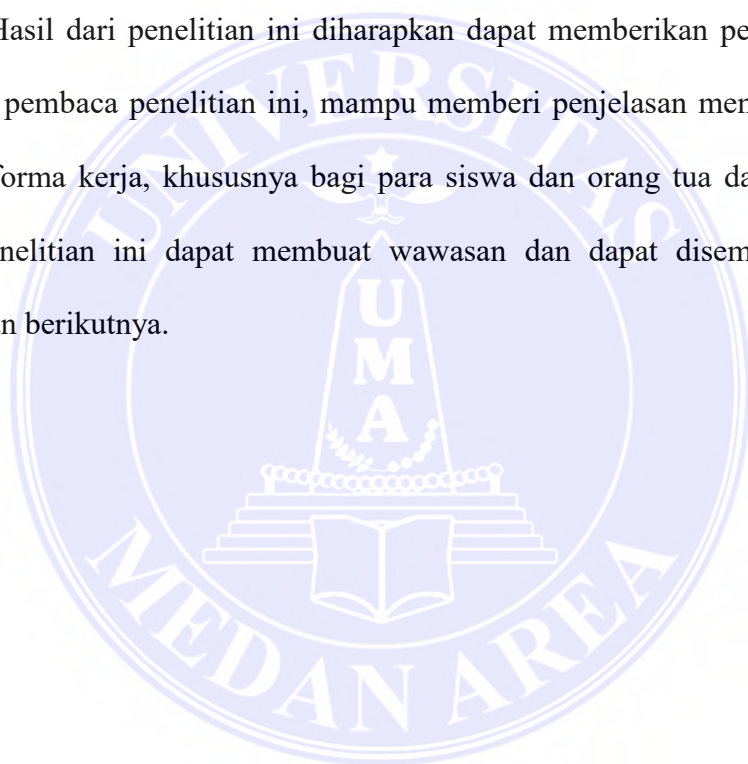 Hasil dari penelitian ini diharapkan dapat memberikan pe
pembaca penelitian ini, mampu memberi penjelasan men
forma kerja, khususnya bagi para siswa dan orang tua da
nelitian ini dapat membuat wawasan dan dapat disem
n berikutnya.
UNIVERSITAS
UMA
MEDAN AREA